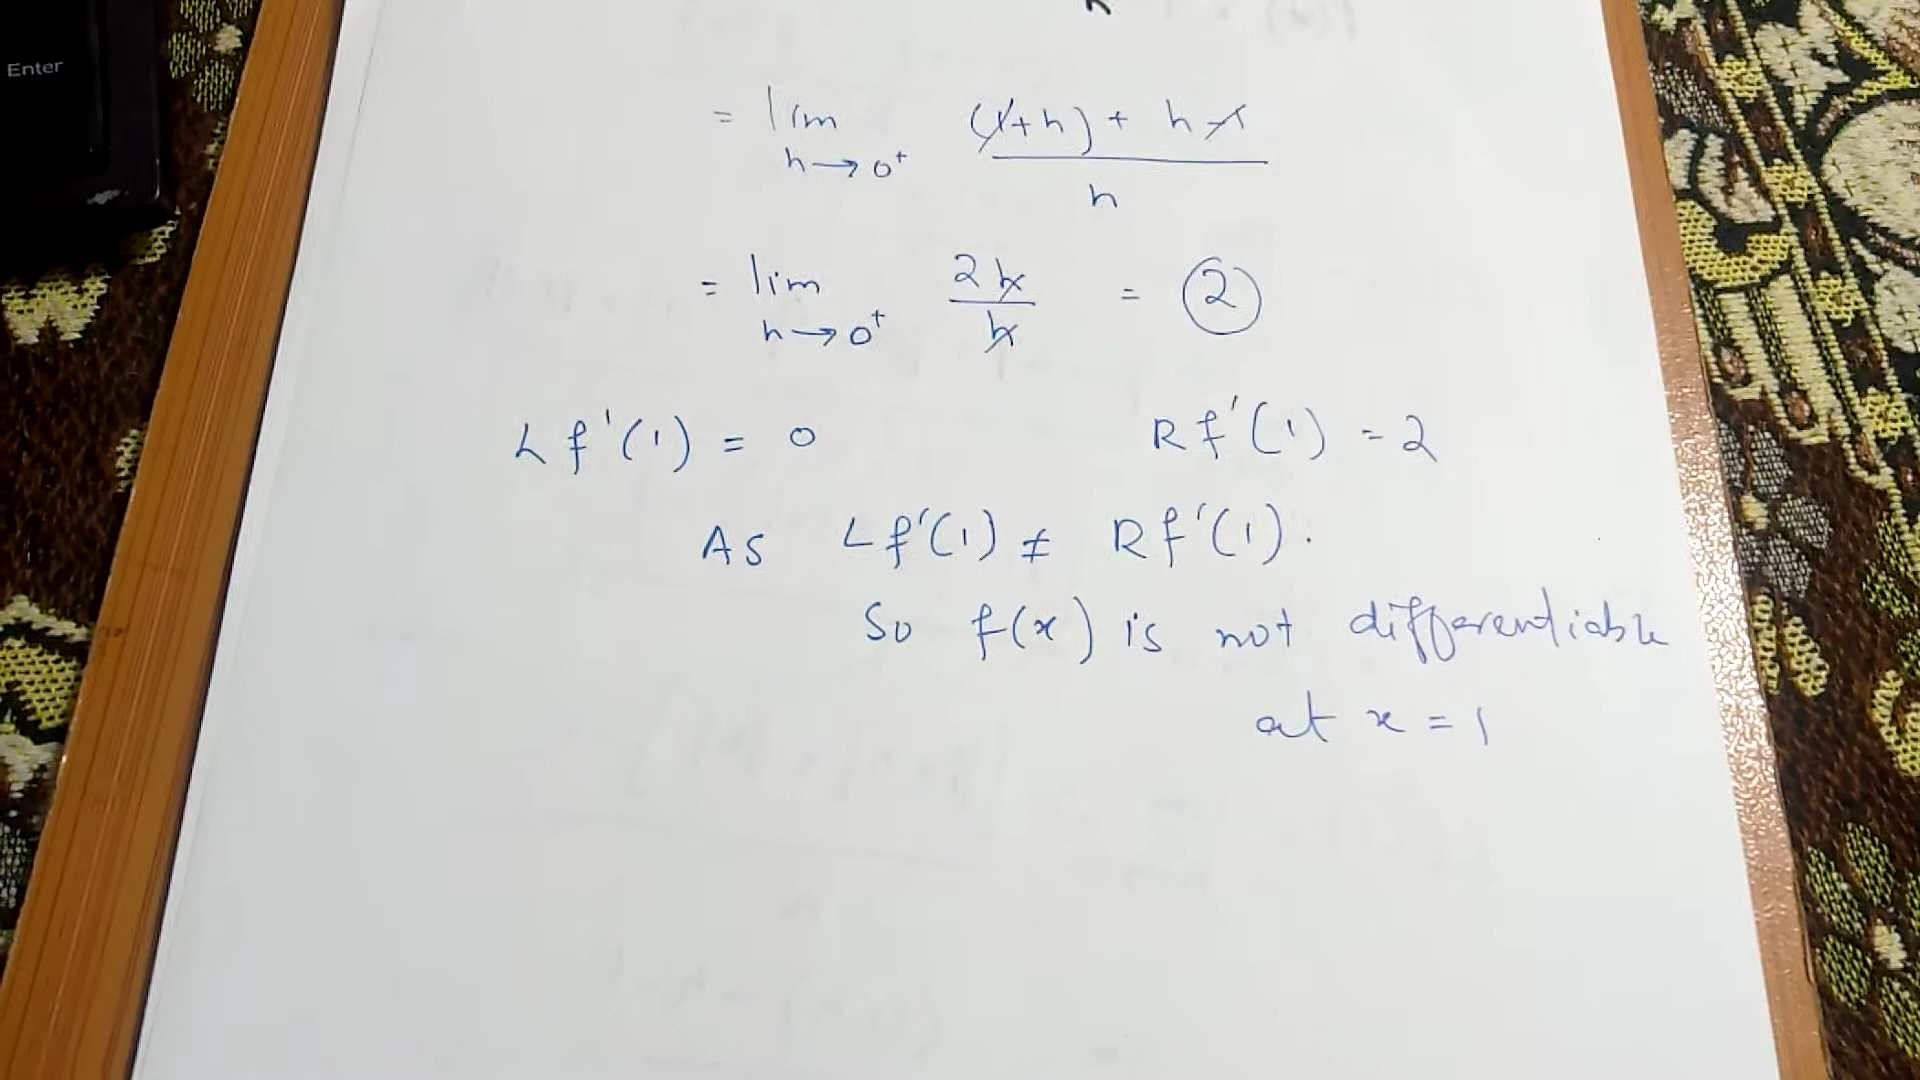 Enter
= lim (1+h) + h - 1
h→0⁺ h
= lim 2h = 2
h→0⁺ h
Lf'(1) = 0 Rf'(1) = 2
As Lf'(1) ≠ Rf'(1).
So f(x) is not differentiable
at x = 1